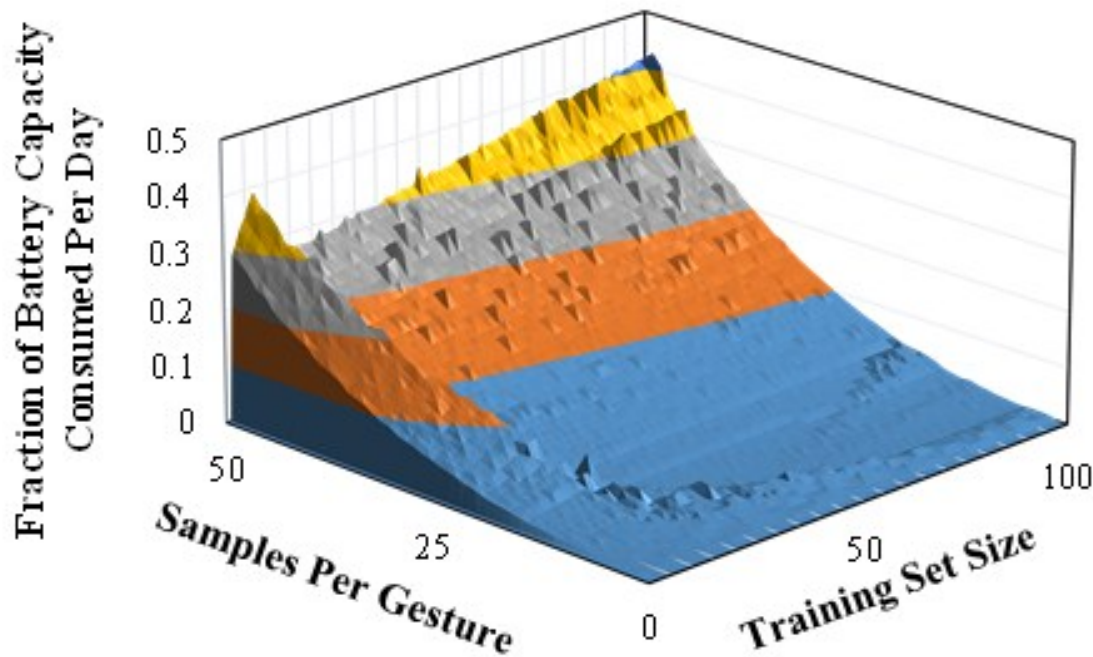 Fraction of Battery Capacity
Consumed Per Day
0.5
0.4
0.3
0.2
0.1
0
50
25
0
50
100
Samples Per Gesture
Training Set Size